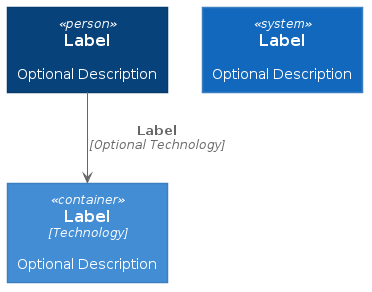 «person»
Label
Optional Description
«system»
Label
Optional Description
Label
[Optional Technology]
«container»
Label
[Technology]
Optional Description